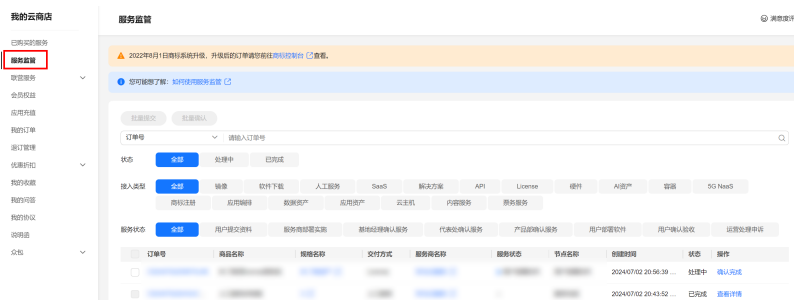 我的云商店
服务监管
满意度评
已购买的服务
服务监管
联营服务
会员权益
应用充值
我的订单
退订管理
优惠折扣
我的收款
我的问答
我的协议
说明函
众包
2022年8月1日商标系统升级，升级后的订单请您前往商标控制台查看。
您可能想了解：如何使用服务监管
批量提交 批量确认
订单号 请输入订单号
状态 全部 处理中 已完成
接入类型 全部 镜像 软件下载 人工服务 SaaS 解决方案 API License 硬件 AI资产 容器 5G NaaS
商标注册 应用编排 数据资产 应用资产 云主机 内容服务 票务服务
服务状态 全部 用户提交资料 服务商部署实施 基地经理确认服务 代表处确认服务 产品部确认服务 用户部署软件 用户确认验收 运营处理申诉
订单号 商品名称 规格名称 交付方式 服务商名称 服务状态 节点名称 创建时间 状态 操作
2024/07/02 20:56:39 ... 处理中 确认完成
2024/07/02 20:43:52 ... 已完成 查看详情